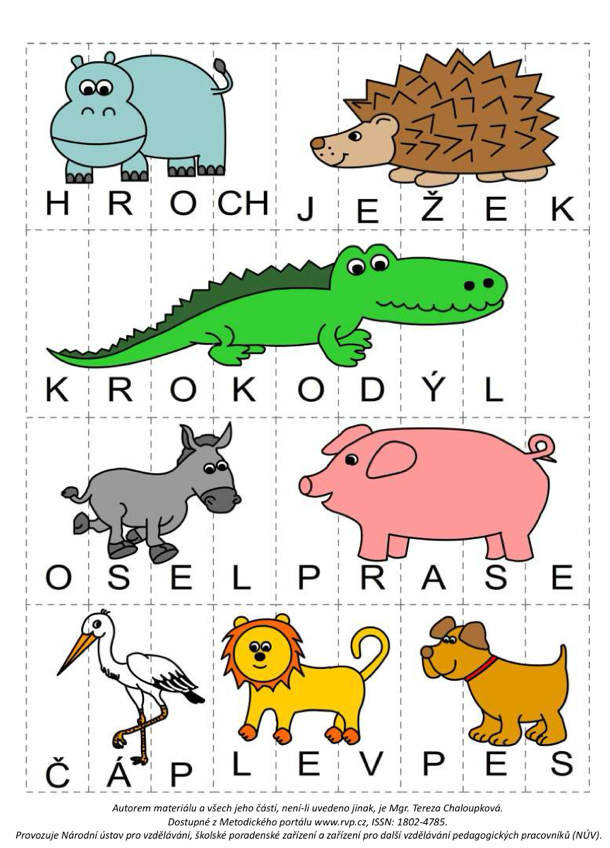 H R O CH J E Ž E K
K R O K O D Ý L
O S E L P R A S E
Č Á P L E V P E S
Autorem materiálu a všech jeho částí, není-li uvedeno jinak, je Mgr. Tereza Chaloupková.
Dostupné z Metodického portálu www.rvp.cz, ISSN: 1802-4785.
Provozuje Národní ústav pro vzdělávání, školské poradenské zařízení a zařízení pro další vzdělávání pedagogických pracovníků (NÚV).